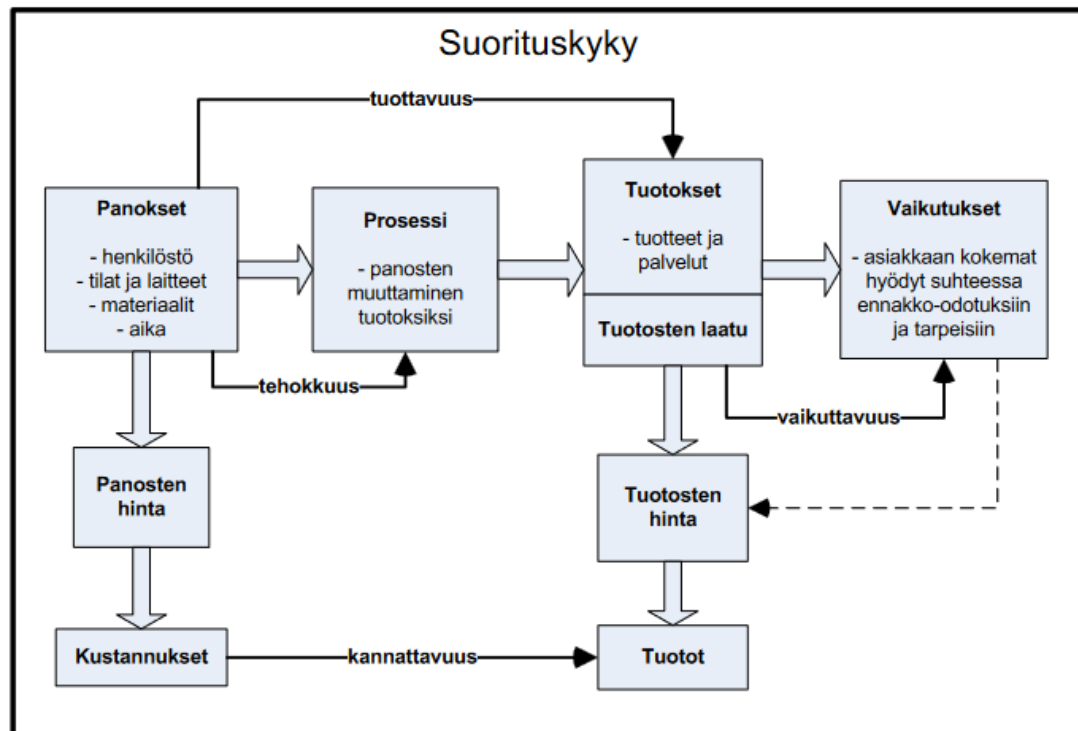 Suorituskyky
tuottavuus
Panokset
- henkilöstö
- tilat ja laitteet
- materiaalit
- aika
Prosessi
- panosten
muuttaminen
tuotoksiksi
Tuotokset
- tuotteet ja
palvelut
Tuotosten laatu
Vaikutukset
- asiakkaan kokemat
hyödyt suhteessa
ennakko-odotuksiin
ja tarpeisiin
tehokkuus
vaikuttavuus
Panosten
hinta
Tuotosten
hinta
Kustannukset
kannattavuus
Tuotot